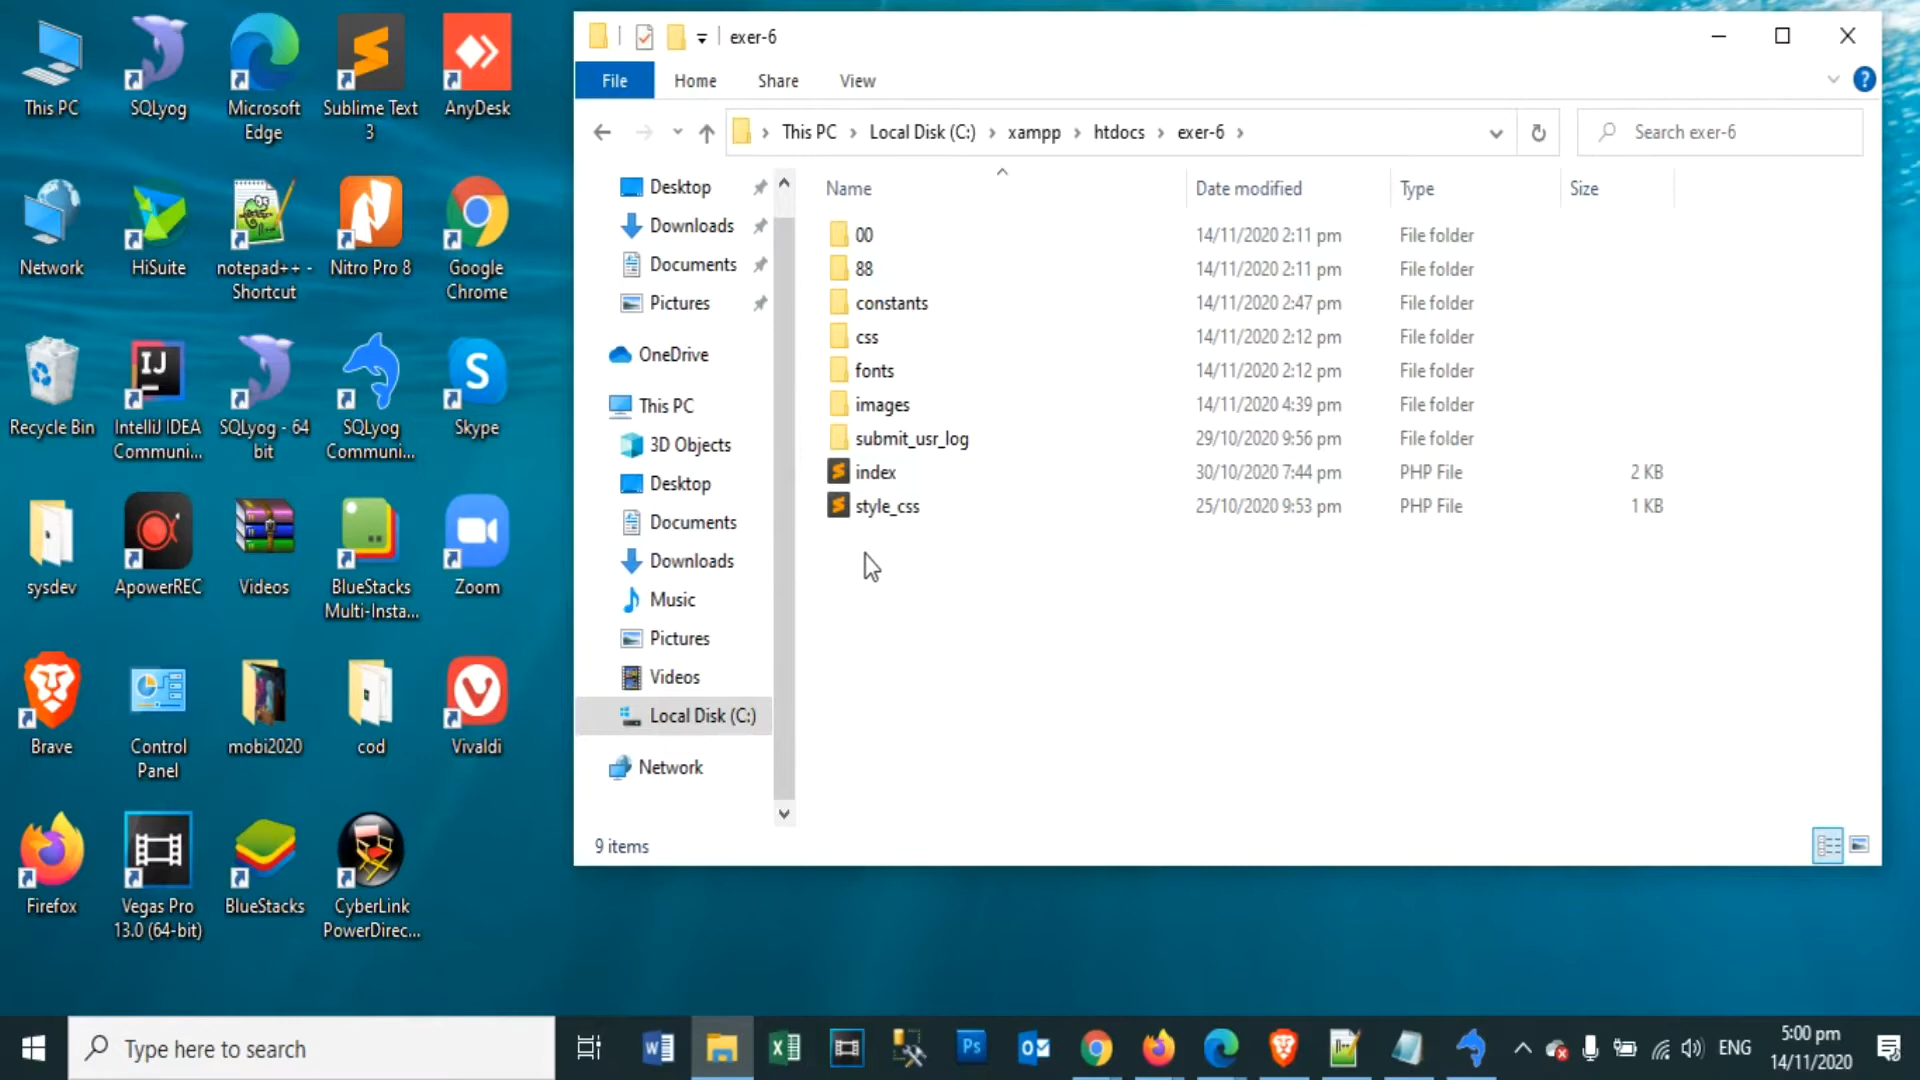 This PC
SQLyog
Microsoft
Edge
Sublime Text
3
AnyDesk
Network
HiSuite
notepad++ -
Shortcut
Nitro Pro 8
Google
Chrome
Recycle Bin
IJ
IntelliJ IDEA
Communi...
SQLyog - 64
bit
SQLyog
Communi...
Skype
sysdev
ApowerREC
Videos
BlueStacks
Multi-Insta...
Zoom
Brave
Control
Panel
mobi2020
cod
Vivaldi
Firefox
Vegas Pro
13.0 (64-bit)
BlueStacks
CyberLink
PowerDirec...
exer-6
File Home Share View
This PC Local Disk (C:) xampp htdocs exer-6
Search exer-6
Desktop
Downloads
Documents
Pictures
OneDrive
This PC
3D Objects
Desktop
Documents
Downloads
Music
Pictures
Videos
Local Disk (C:)
Network
Name Date modified Type Size
00 14/11/2020 2:11 pm File folder
88 14/11/2020 2:11 pm File folder
constants 14/11/2020 2:47 pm File folder
css 14/11/2020 2:12 pm File folder
fonts 14/11/2020 2:12 pm File folder
images 14/11/2020 4:39 pm File folder
submit_usr_log 29/10/2020 9:56 pm File folder
index 30/10/2020 7:44 pm PHP File 2 KB
style_css 25/10/2020 9:53 pm PHP File 1 KB
9 items
Type here to search
Ps
ENG
5:00 pm
14/11/2020